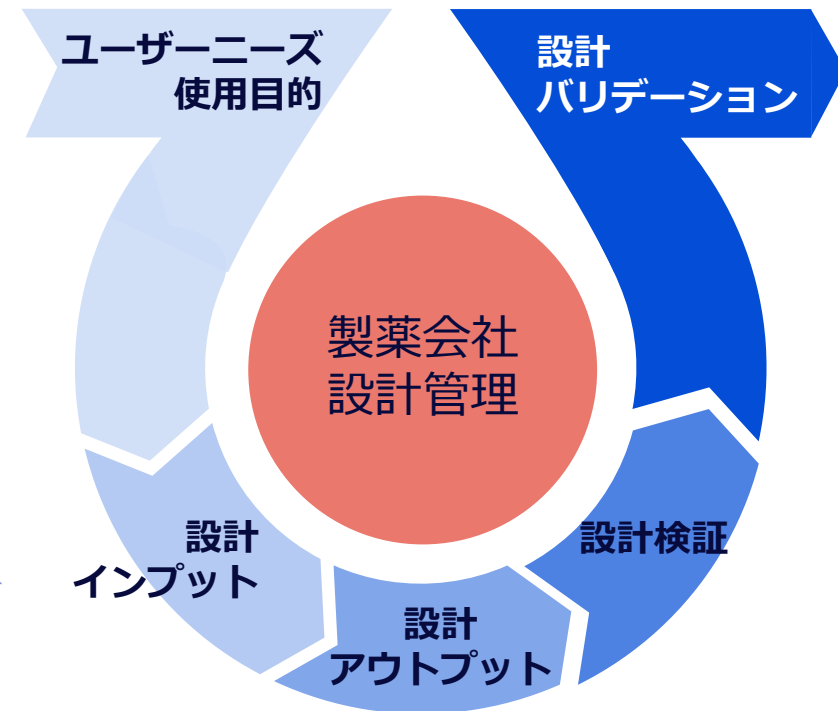 ユーザーニーズ
使用目的
設計
インプット
設計
アウトプット
設計検証
設計
バリデーション
製薬会社
設計管理